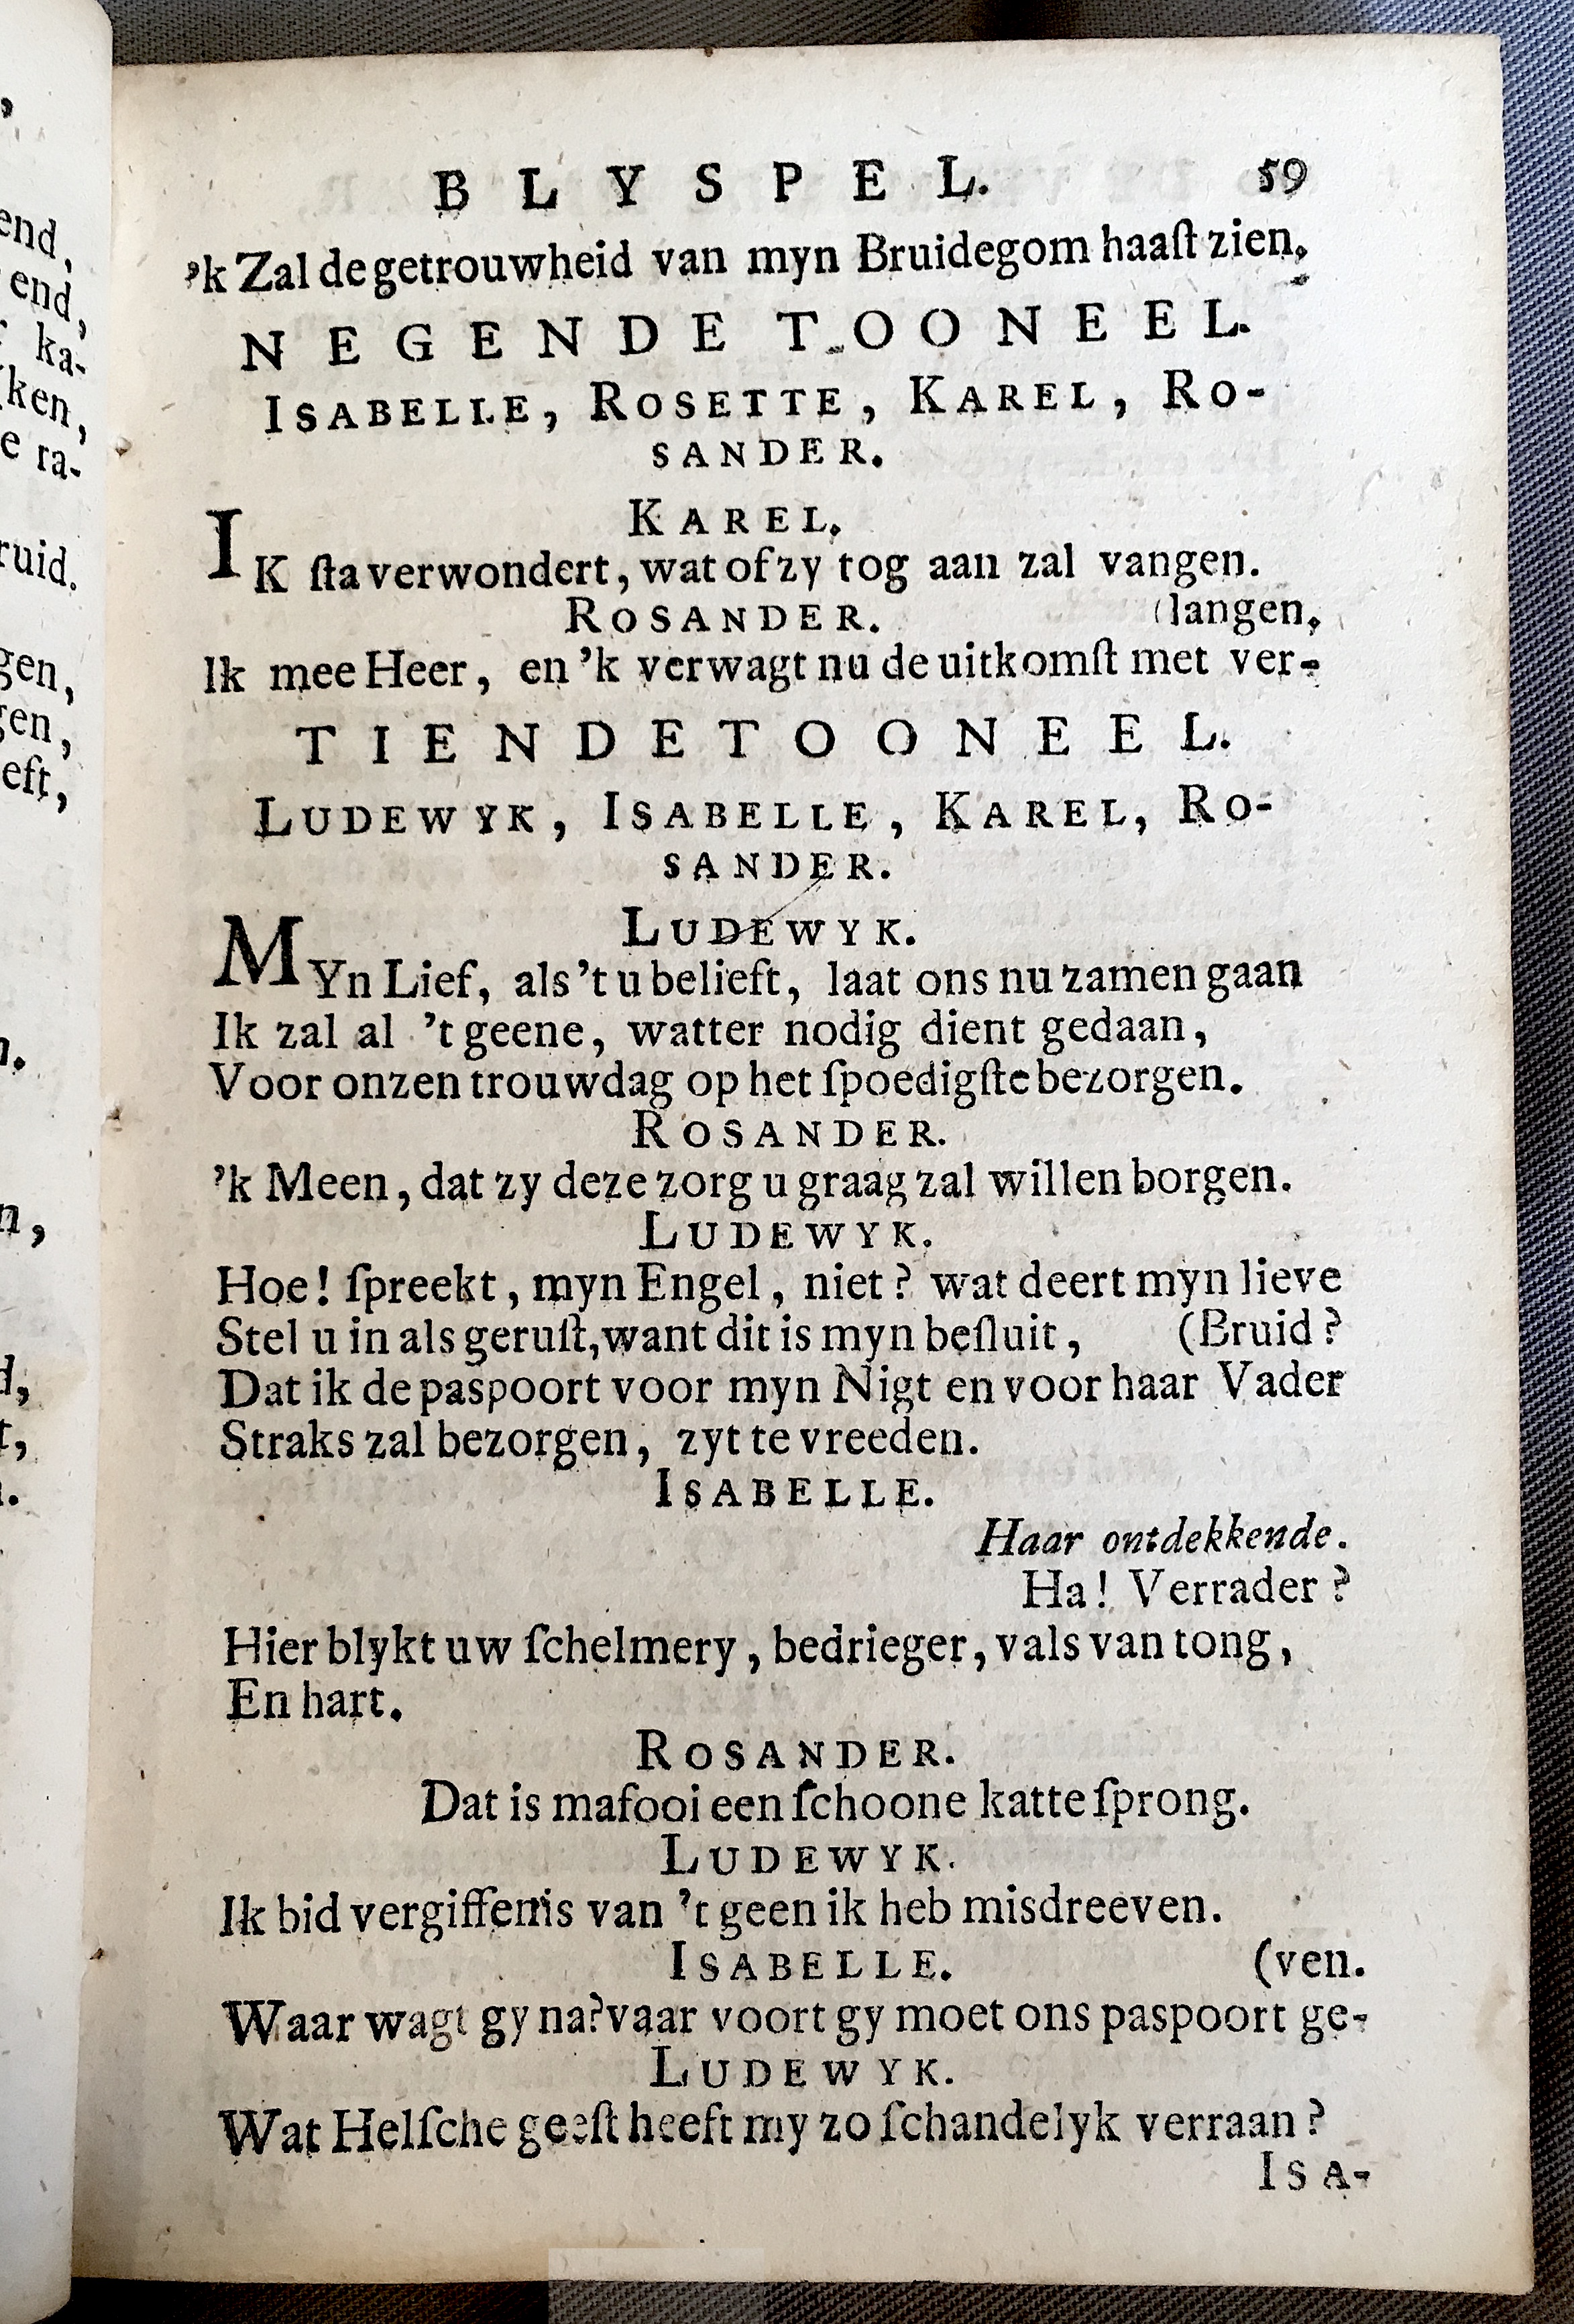 BLYSPEL. 59
’k Zal de getrouwheid van myn Bruidegom haaſt zien.
NEGENDE TOONEEL.
ISABELLE, ROSETTE, KAREL, RO-
SANDER.
KAREL.
IK ſta verwondert, wat of zy tog aan zal vangen.
ROSANDER. (langen,
Ik mee Heer, en ’k verwagt nu de uitkomſt met ver-
TIENDE TOONEEL.
LUDEWYK, ISABELLE, KAREL, RO-
SANDER.
LUDEWYK.
MYn Lief, als ’t u belieft, laat ons nu zamen gaan
Ik zal al ’t geene, watter nodig dient gedaan,
Voor onzen trouwdag op het ſpoedigſte bezorgen.
ROSANDER.
’k Meen, dat zy deze zorg u graag zal willen borgen.
LUDEWYK.
Hoe! ſpreekt, myn Engel, niet? wat deert myn lieve
Stel u in als geruſt, want dit is myn beſluit, (Bruid?
Dat ik de paspoort voor myn Nigt en voor haar Vader
Straks zal bezorgen, zyt te vreeden.
ISABELLE.
Haar ontdekkende.
Ha! Verrader?
Hier blykt uw ſchelmery, bedrieger, vals van tong,
En hart.
ROSANDER.
Dat is mafooi een ſchoone katte ſprong.
LUDEWYK.
Ik bid vergiffenis van ’t geen ik heb misdreeven.
ISABELLE. (ven.
Waar wagt gy na? vaar voort gy moet ons paspoort ge-
LUDEWYK.
Wat Helſche geeſt heeft my zo ſchandelyk verraan?
ISA-